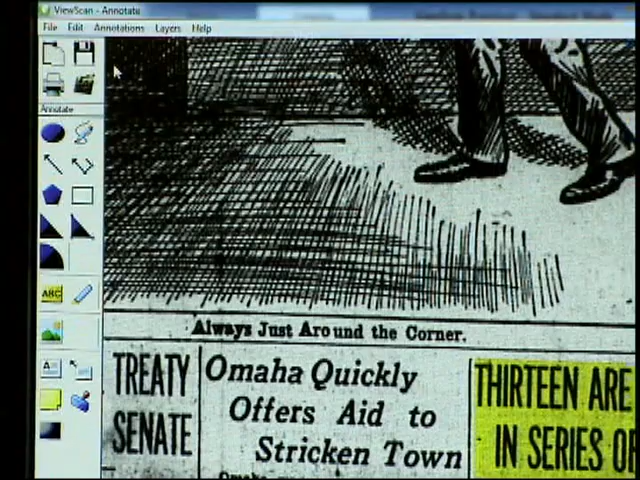 ViewScan - Annotate
File Edit Annotations Layers Help
Annotate
ABC
A
Always Just Around the Corner.
TREATY
SENATE
Omaha Quickly
Offers Aid to
Stricken Town
THIRTEEN ARE
IN SERIES OF